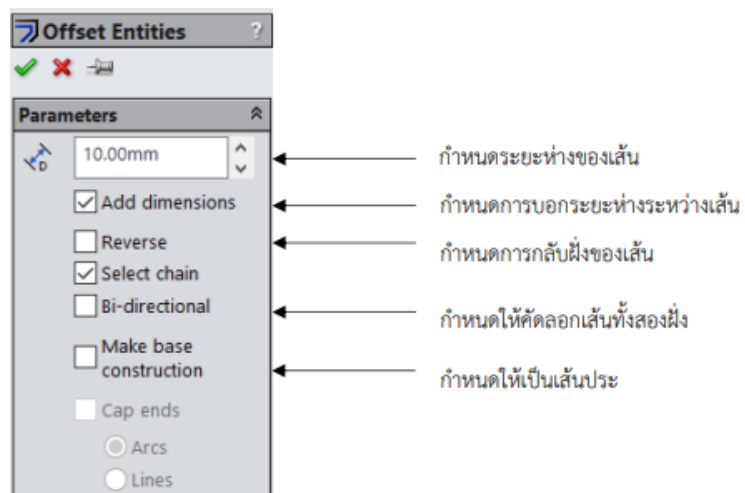 Offset Entities ?
Parameters
10.00mm
กำหนดระยะห่างของเส้น
Add dimensions
กำหนดการบอกระยะห่างระหว่างเส้น
Reverse
กำหนดการกลับฝั่งของเส้น
Select chain
Bi-directional
กำหนดให้คัดลอกเส้นทั้งสองฝั่ง
Make base
construction
กำหนดให้เป็นเส้นประ
Cap ends
Arcs
Lines